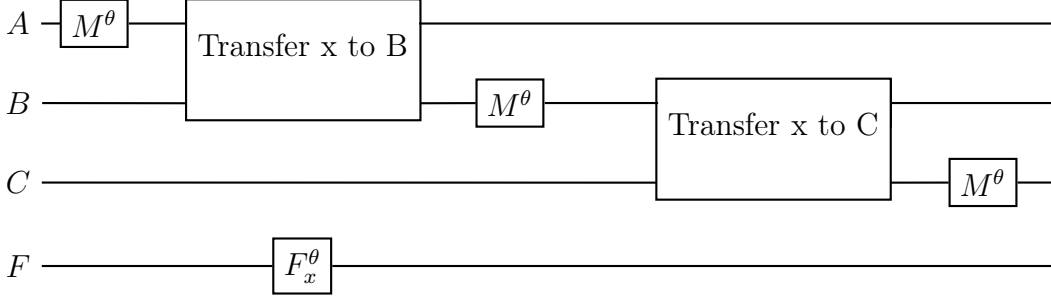 A M^θ Transfer x to B
B M^θ Transfer x to C
C M^θ
F F_x^θ